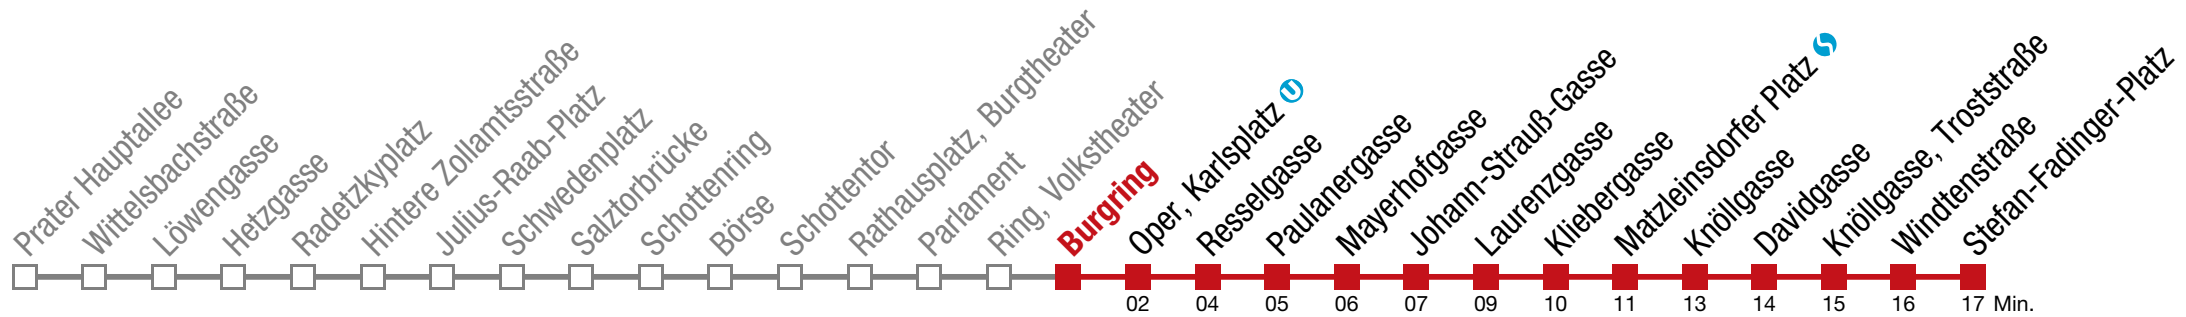 Prater Hauptallee
Wittelsbachstraße
Löwengasse
Hetzgasse
Radetzkyplatz
Hintere Zollamtsstraße
Julius-Raab-Platz
Schwedenplatz
Salztorbrücke
Schottenring
Börse
Schottentor
Rathausplatz, Burgtheater
Parlament
Ring, Volkstheater
Burgring
Oper, Karlsplatz U
Resselgasse
Paulanergasse
Mayerhofgasse
Johann-Strauß-Gasse
Laurenzgasse
Kliebergasse
Matzleinsdorfer Platz S
Knöllgasse
Davidgasse
Knöllgasse, Troststraße
Windtenstraße
Stefan-Fadinger-Platz
02 04 05 06 07 09 10 11 13 14 15 16 17 Min.